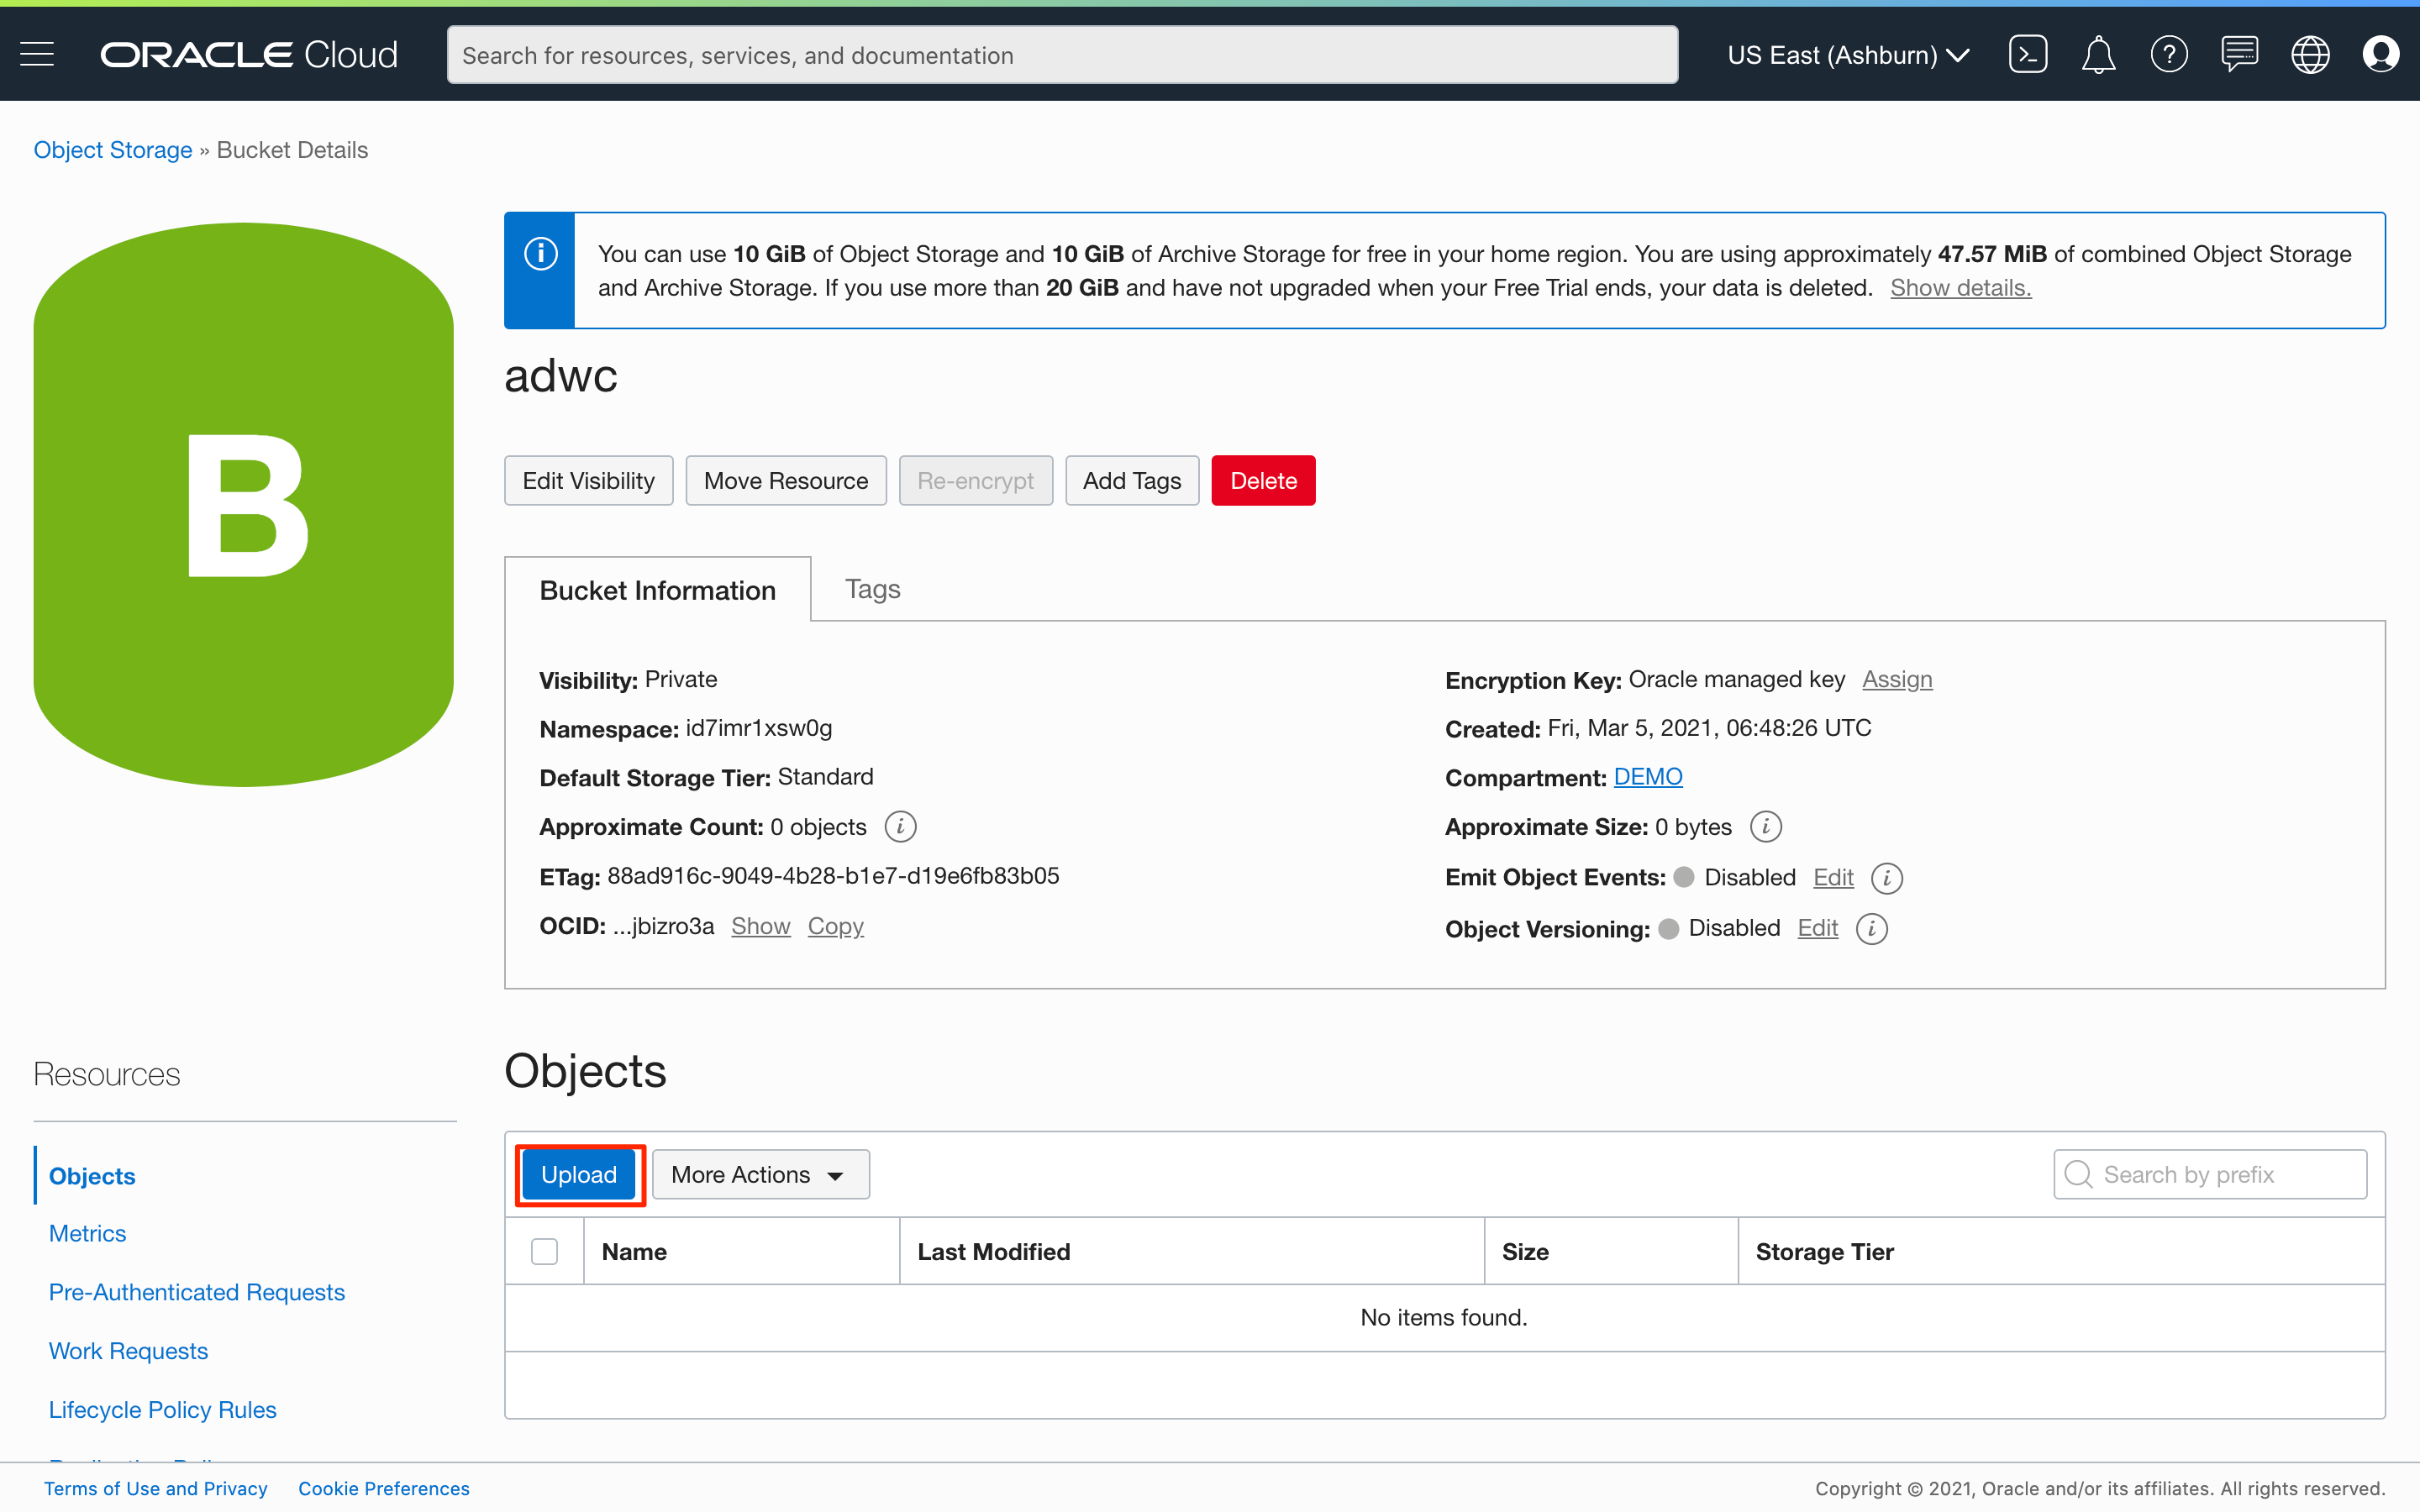 ORACLE Cloud
Search for resources, services, and documentation
US East (Ashburn)
Object Storage » Bucket Details
B
You can use 10 GiB of Object Storage and 10 GiB of Archive Storage for free in your home region. You are using approximately 47.57 MiB of combined Object Storage
and Archive Storage. If you use more than 20 GiB and have not upgraded when your Free Trial ends, your data is deleted. Show details.
adwc
Edit Visibility Move Resource Re-encrypt Add Tags Delete
Bucket Information Tags
Visibility: Private
Namespace: id7imr1xsw0g
Default Storage Tier: Standard
Approximate Count: 0 objects
ETag: 88ad916c-9049-4b28-b1e7-d19e6fb83b05
OCID: ...jbizro3a Show Copy
Encryption Key: Oracle managed key Assign
Created: Fri, Mar 5, 2021, 06:48:26 UTC
Compartment: DEMO
Approximate Size: 0 bytes
Emit Object Events: Disabled Edit
Object Versioning: Disabled Edit
Resources
Objects
Metrics
Pre-Authenticated Requests
Work Requests
Lifecycle Policy Rules
Objects
Upload More Actions Search by prefix
Name Last Modified Size Storage Tier
No items found.
Terms of Use and Privacy Cookie Preferences
Copyright © 2021, Oracle and/or its affiliates. All rights reserved.